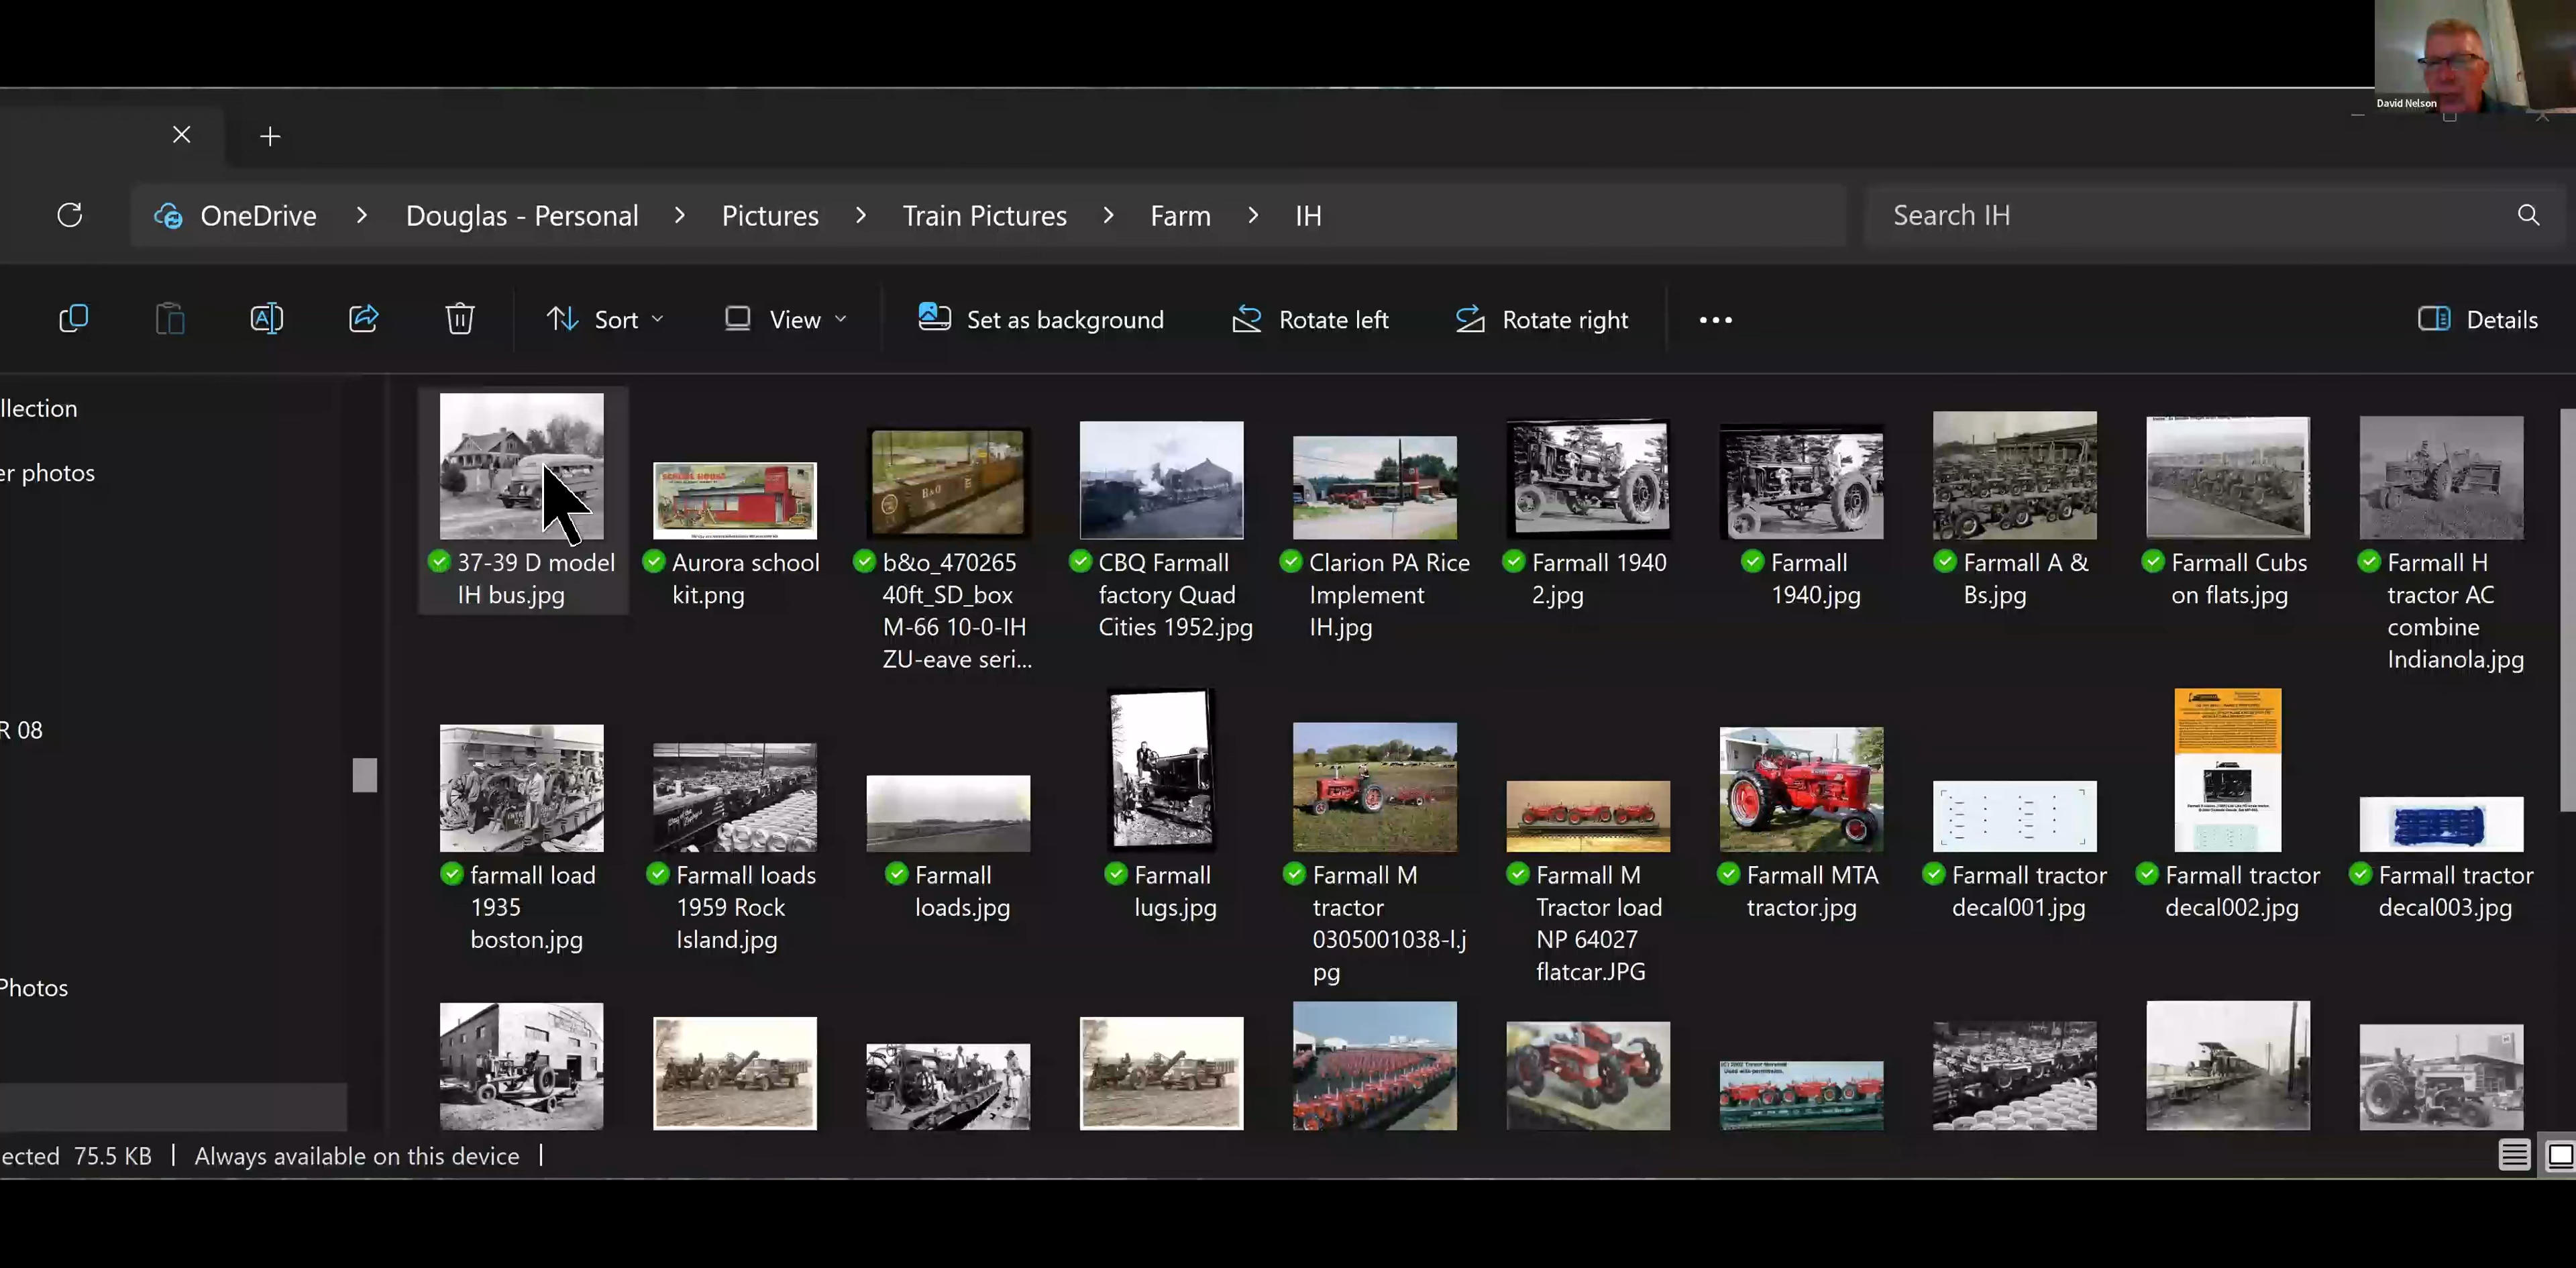 David Nelson
OneDrive > Douglas - Personal > Pictures > Train Pictures > Farm > IH
Search IH
Sort
View
Set as background
Rotate left
Rotate right
Details
llection
er photos
R 08
Photos
37-39 D model
IH bus.jpg
Aurora school
kit.png
b&o_470265
40ft_SD_box
M-66 10-0-IH
ZU-eave seri...
CBQ Farmall
factory Quad
Cities 1952.jpg
Clarion PA Rice
Implement
IH.jpg
Farmall 1940
2.jpg
Farmall
1940.jpg
Farmall A &
Bs.jpg
Farmall Cubs
on flats.jpg
Farmall H
tractor AC
combine
Indianola.jpg
SCHOOL HOUSE
B&O
farmall load
1935
boston.jpg
Farmall loads
1959 Rock
Island.jpg
Farmall
loads.jpg
Farmall
lugs.jpg
Farmall M
tractor
0305001038-l.j
pg
Farmall M
Tractor load
NP 64027
flatcar.JPG
Farmall MTA
tractor.jpg
Farmall tractor
decal001.jpg
Farmall tractor
decal002.jpg
Farmall tractor
decal003.jpg
(C) 2002 Trevor
Used with permission.
ected 75.5 KB | Always available on this device |